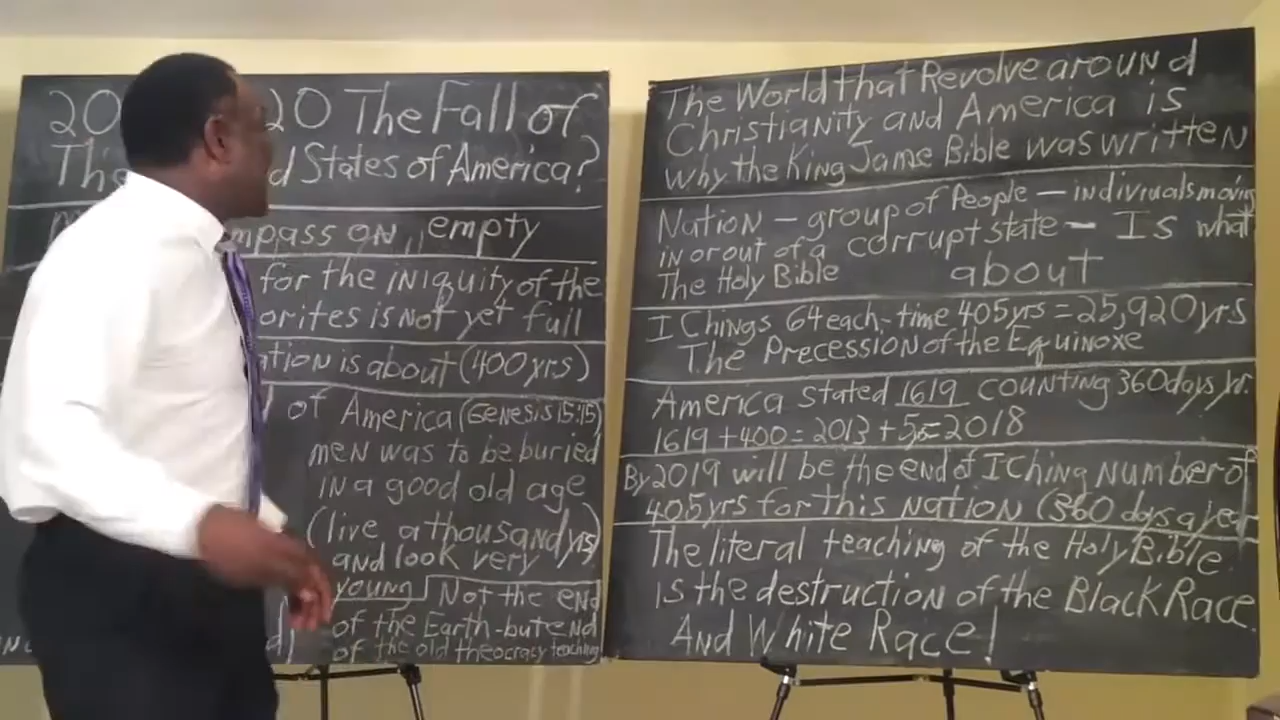 20 20 The Fall of
Th d States of America?
mpass on ,, empty
for the iniquity of the
orites is Not yet full
ation is about (400 yrs)
of America (Genesis 15:15)
men was to be buried
in a good old age
(live a thousand yrs)
and look very
young Not the end
of the Earth-but end
of the old theocracy teaching
The World that Revolve around
Christianity and America is
why the King Jame Bible was written
Nation – group of People – indiviruals moving
in or out of a corrupt state – Is what
The Holy Bible about
I Chings 64 each-time 405 yrs = 25,920 yrs
The Precession of the Equinoxe
America stated 1619 counting 360 days yr.
1619 + 400 = 2013 + 5 = 2018
By 2019 will be the end of I Ching Number of
405 yrs for this nation (360 days a year
The literal teaching of the Holy Bible
is the destruction of the Black Race
And White Race!